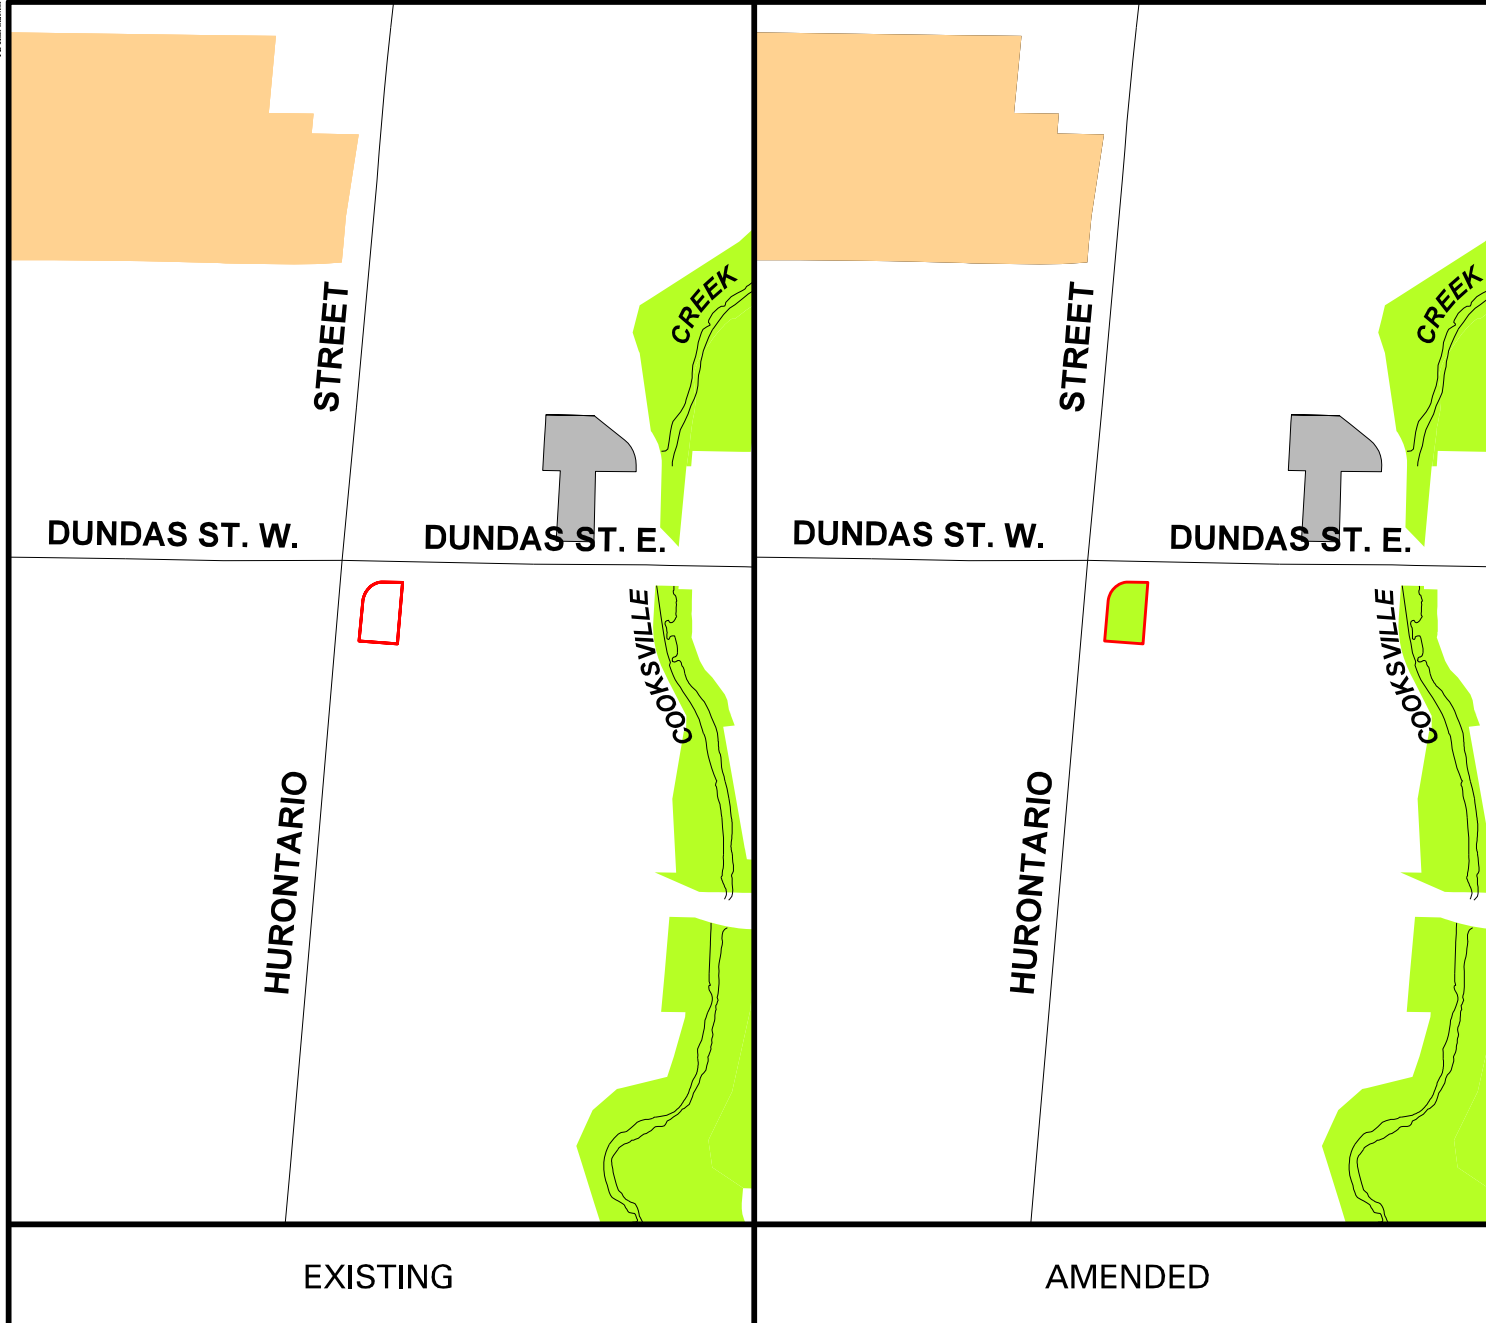 CREEK
STREET
DUNDAS ST. W.
DUNDAS ST. E.
COOKSVILLE
HURONTARIO
EXISTING
CREEK
STREET
DUNDAS ST. W.
DUNDAS ST. E.
COOKSVILLE
HURONTARIO
AMENDED